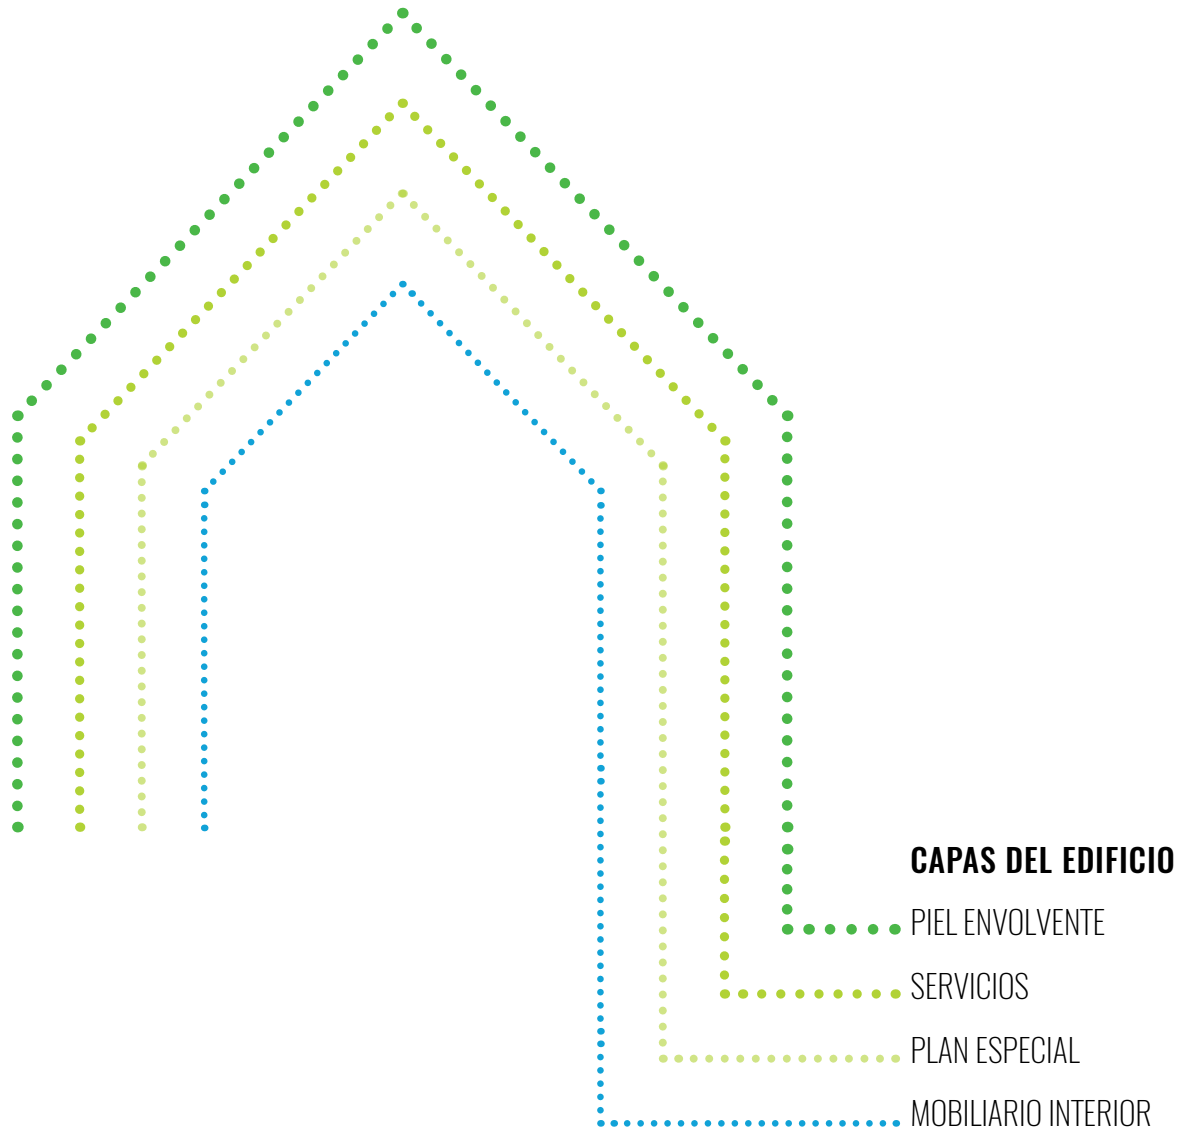 CAPAS DEL EDIFICIO
PIEL ENVOLVENTE
SERVICIOS
PLAN ESPECIAL
MOBILIARIO INTERIOR